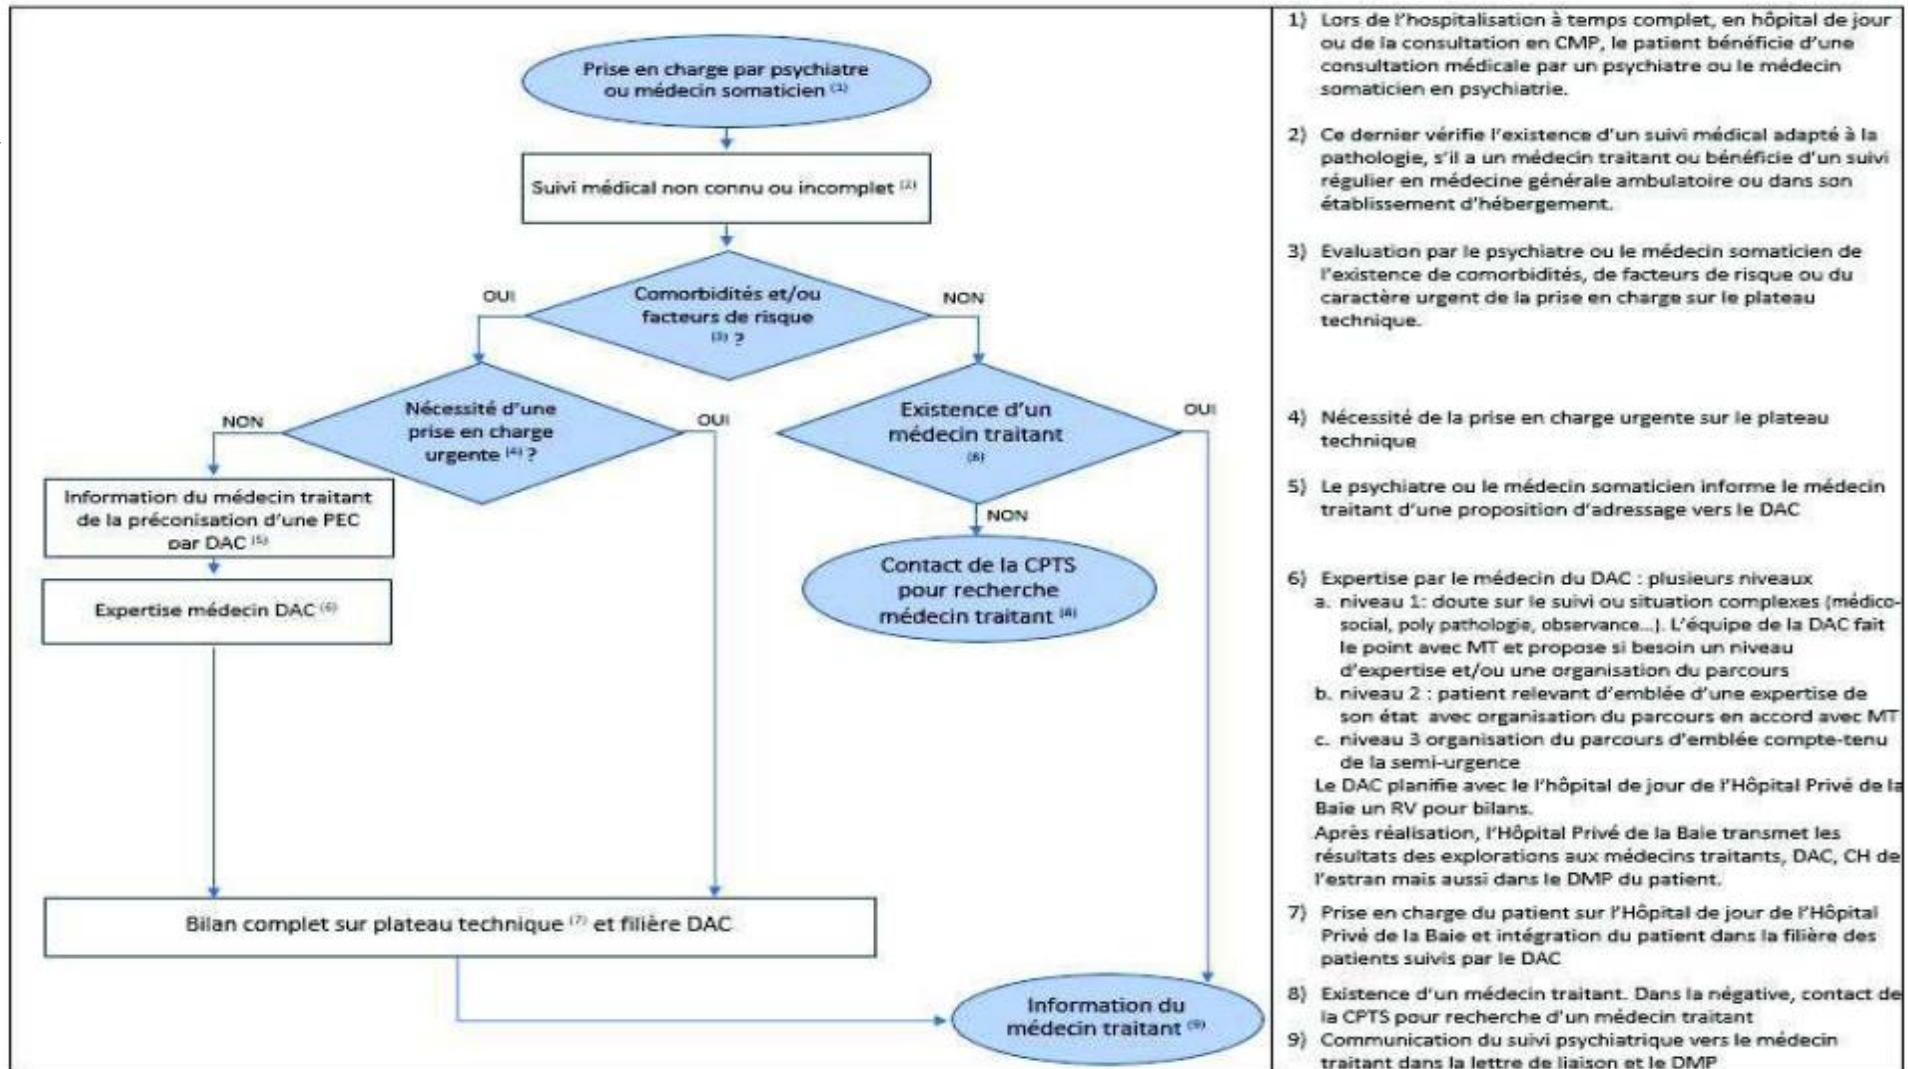 Prise en charge par psychiatre
ou médecin somaticien (1)
Suivi médical non connu ou incomplet (2)
Comorbidités et/ou
facteurs de risque
(3) ?
OUI
NON
Nécessité d'une
prise en charge
urgente (4) ?
NON
OUI
Existence d'un
médecin traitant
(8)
OUI
NON
Information du médecin traitant
de la préconisation d'une PEC
par DAC (5)
Expertise médecin DAC (6)
Contact de la CPTS
pour recherche
médecin traitant (8)
Bilan complet sur plateau technique (7) et filière DAC
Information du
médecin traitant (9)
1) Lors de l'hospitalisation à temps complet, en hôpital de jour
ou de la consultation en CMP, le patient bénéficie d'une
consultation médicale par un psychiatre ou le médecin
somaticien en psychiatrie.
2) Ce dernier vérifie l'existence d'un suivi médical adapté à la
pathologie, s'il a un médecin traitant ou bénéficie d'un suivi
régulier en médecine générale ambulatoire ou dans son
établissement d'hébergement.
3) Evaluation par le psychiatre ou le médecin somaticien de
l'existence de comorbidités, de facteurs de risque ou du
caractère urgent de la prise en charge sur le plateau
technique.
4) Nécessité de la prise en charge urgente sur le plateau
technique
5) Le psychiatre ou le médecin somaticien informe le médecin
traitant d'une proposition d'adressage vers le DAC
6) Expertise par le médecin du DAC : plusieurs niveaux
a. niveau 1: doute sur le suivi ou situation complexes (médico-
social, poly pathologie, observance...). L'équipe de la DAC fait
le point avec MT et propose si besoin un niveau
d'expertise et/ou une organisation du parcours
b. niveau 2 : patient relevant d'emblée d'une expertise de
son état avec organisation du parcours en accord avec MT
c. niveau 3 organisation du parcours d'emblée compte-tenu
de la semi-urgence
Le DAC planifie avec le l'hôpital de jour de l'Hôpital Privé de la
Baie un RV pour bilans.
Après réalisation, l'Hôpital Privé de la Baie transmet les
résultats des explorations aux médecins traitants, DAC, CH de
l'estran mais aussi dans le DMP du patient.
7) Prise en charge du patient sur l'Hôpital de jour de l'Hôpital
Privé de la Baie et intégration du patient dans la filière des
patients suivis par le DAC
8) Existence d'un médecin traitant. Dans la négative, contact de
la CPTS pour recherche d'un médecin traitant
9) Communication du suivi psychiatrique vers le médecin
traitant dans la lettre de liaison et le DMP